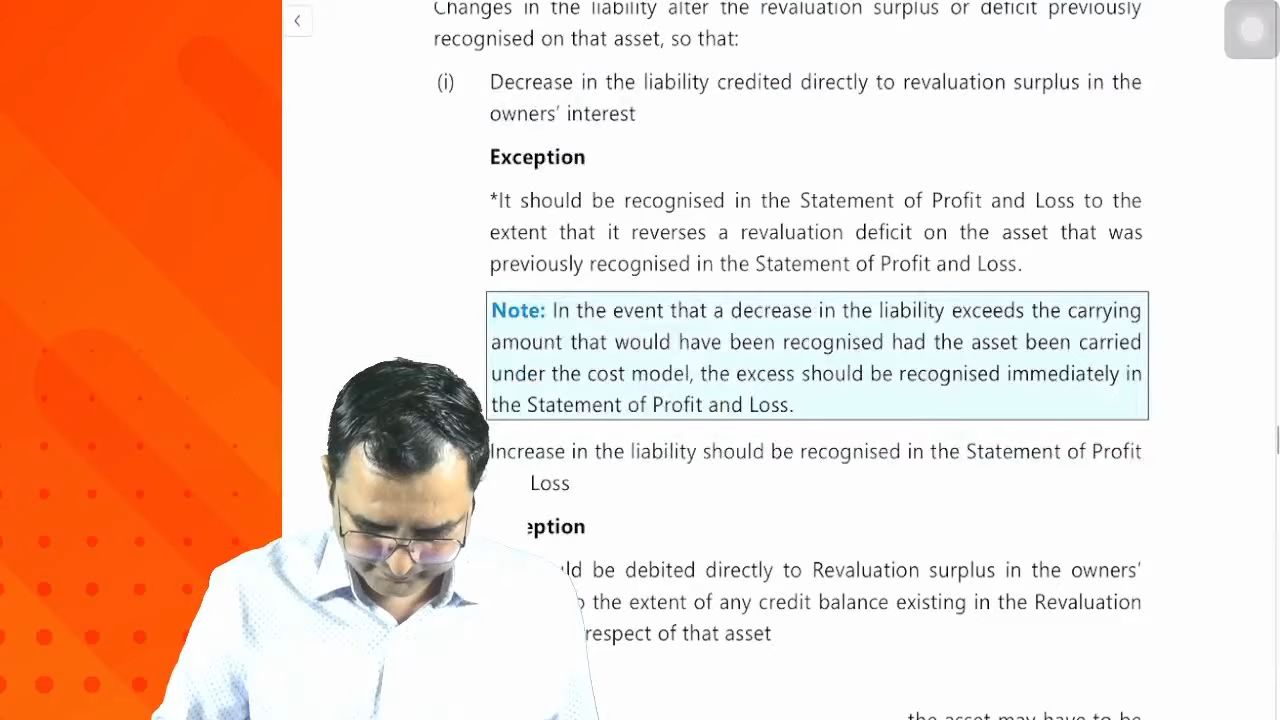 Changes in the liability alter the revaluation surplus or deficit previously
recognised on that asset, so that:
(i) Decrease in the liability credited directly to revaluation surplus in the
owners' interest
Exception
*It should be recognised in the Statement of Profit and Loss to the
extent that it reverses a revaluation deficit on the asset that was
previously recognised in the Statement of Profit and Loss.
Note: In the event that a decrease in the liability exceeds the carrying
amount that would have been recognised had the asset been carried
under the cost model, the excess should be recognised immediately in
the Statement of Profit and Loss.
Increase in the liability should be recognised in the Statement of Profit
Loss
be debited directly to Revaluation surplus in the owners'
the extent of any credit balance existing in the Revaluation
respect of that asset
the asset may have to be